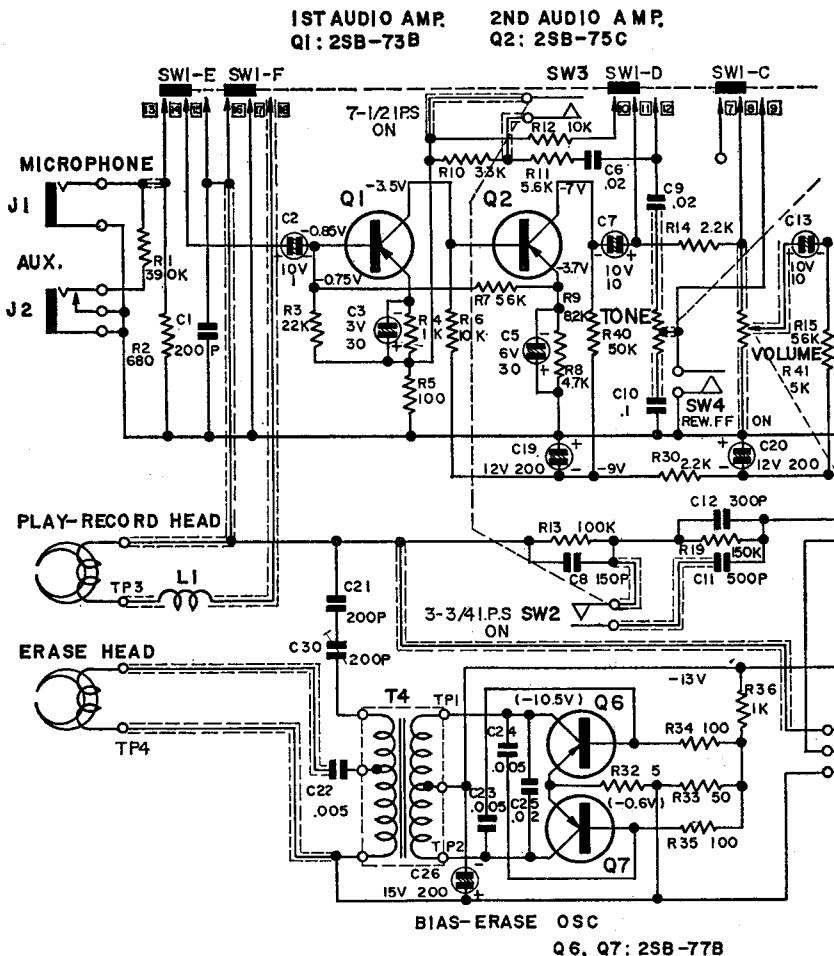 1ST AUDIO AMP.
Q1: 2SB-73B
2ND AUDIO AMP.
Q2: 2SB-75C
SW1-E
SW1-F
SW3
SW1-D
SW1-C
13
14
15
16
17
18
10
11
12
7
8
9
7-1/2 I.P.S
ON
R12 10K
R10 3.3K
R11
5.6K
C6
.02
MICROPHONE
J1
AUX.
J2
R1
390K
R2
680
C1
200P
C2
10V
1
-0.85V
-0.75V
Q1
-3.5V
Q2
-7V
-3.7V
C7
10V
10
C9
.02
R14 2.2K
C13
10V
10
R3
22K
C3
3V
30
R4
1K
R6
10K
R5
100
R7 56K
R9
8.2K
C5
6V
30
R8
4.7K
R40
50K
TONE
C10
.1
SW4
REW.FF
ON
VOLUME
R41
5K
R15
56K
C19
12V 200
-9V
R30 2.2K
C20
12V 200
PLAY-RECORD HEAD
TP3
L1
C21
200P
C30
200P
R13 100K
C8 150P
C12 300P
R19 150K
C11 500P
3-3/4 I.P.S
ON
SW2
ERASE HEAD
TP4
C22
.005
T4
TP1
TP2
(-10.5V)
Q6
C24
.005
C23
.005
C25
.012
R32 5
(-0.6V)
Q7
-13V
R36
1K
R34 100
R33 50
R35 100
C26
15V 200
BIAS-ERASE OSC
Q6, Q7: 2SB-77B